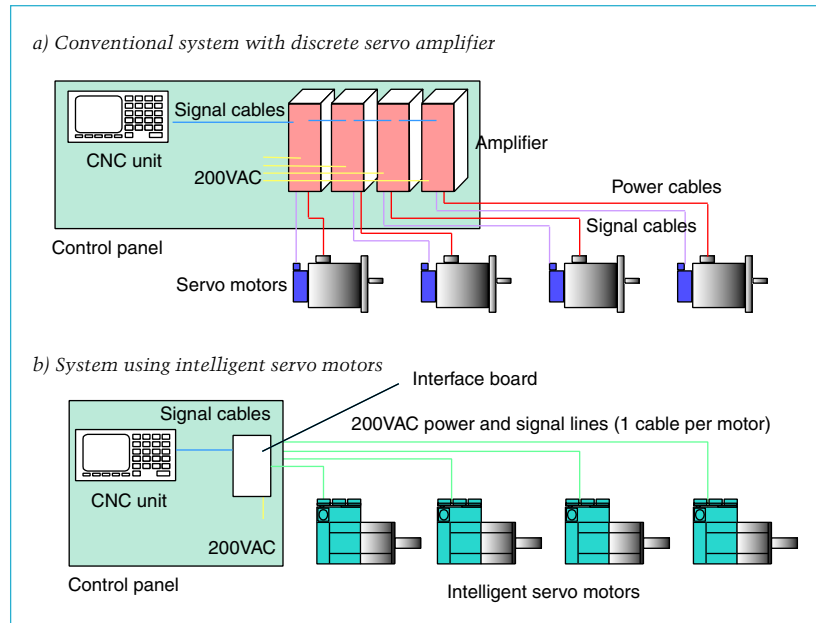 a) Conventional system with discrete servo amplifier
Signal cables
CNC unit
Amplifier
200VAC
Power cables
Signal cables
Control panel
Servo motors
b) System using intelligent servo motors
Interface board
Signal cables
200VAC power and signal lines (1 cable per motor)
CNC unit
200VAC
Control panel
Intelligent servo motors